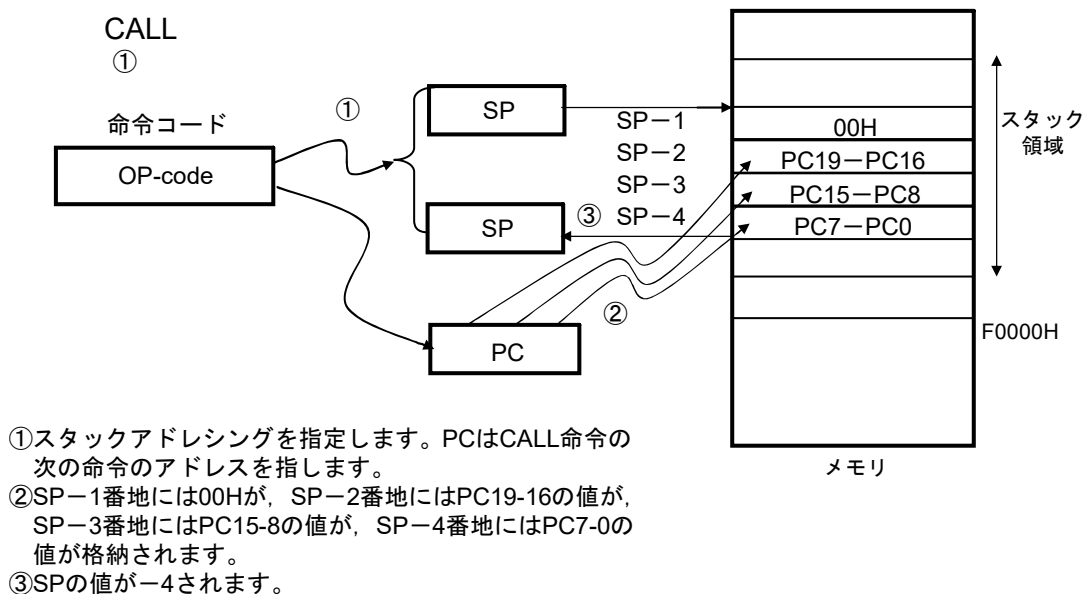 CALL
①
命令コード
OP-code
①
SP
SP
PC
SP－1
SP－2
SP－3
③ SP－4
②
00H
PC19－PC16
PC15－PC8
PC7－PC0
スタック
領域
F0000H
メモリ
①スタックアドレシングを指定します。PCはCALL命令の
次の命令のアドレスを指します。
②SP－1番地には00Hが，SP－2番地にはPC19-16の値が，
SP－3番地にはPC15-8の値が，SP－4番地にはPC7-0の
値が格納されます。
③SPの値が－4されます。